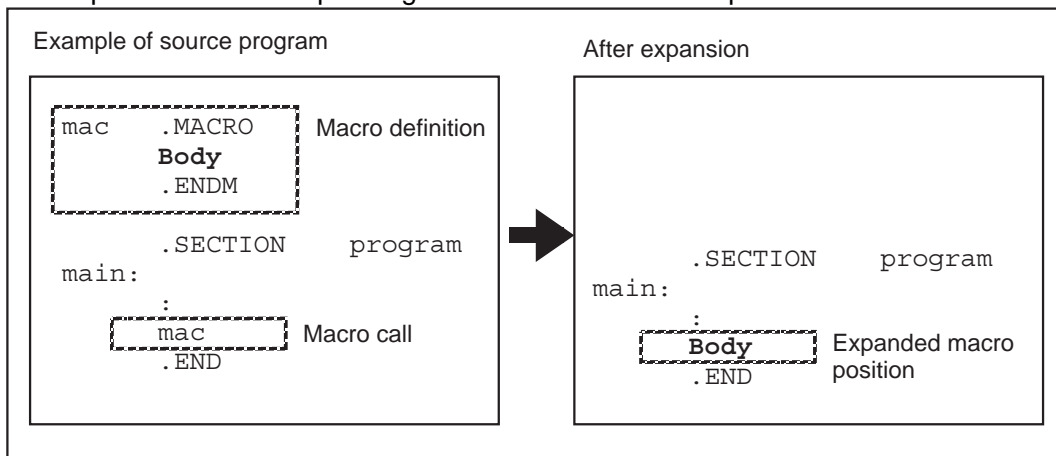 Example of source program
mac .MACRO
Body
.ENDM
Macro definition
.SECTION program
main:
:
mac
Macro call
.END
After expansion
.SECTION program
main:
:
Body
Expanded macro
position
.END